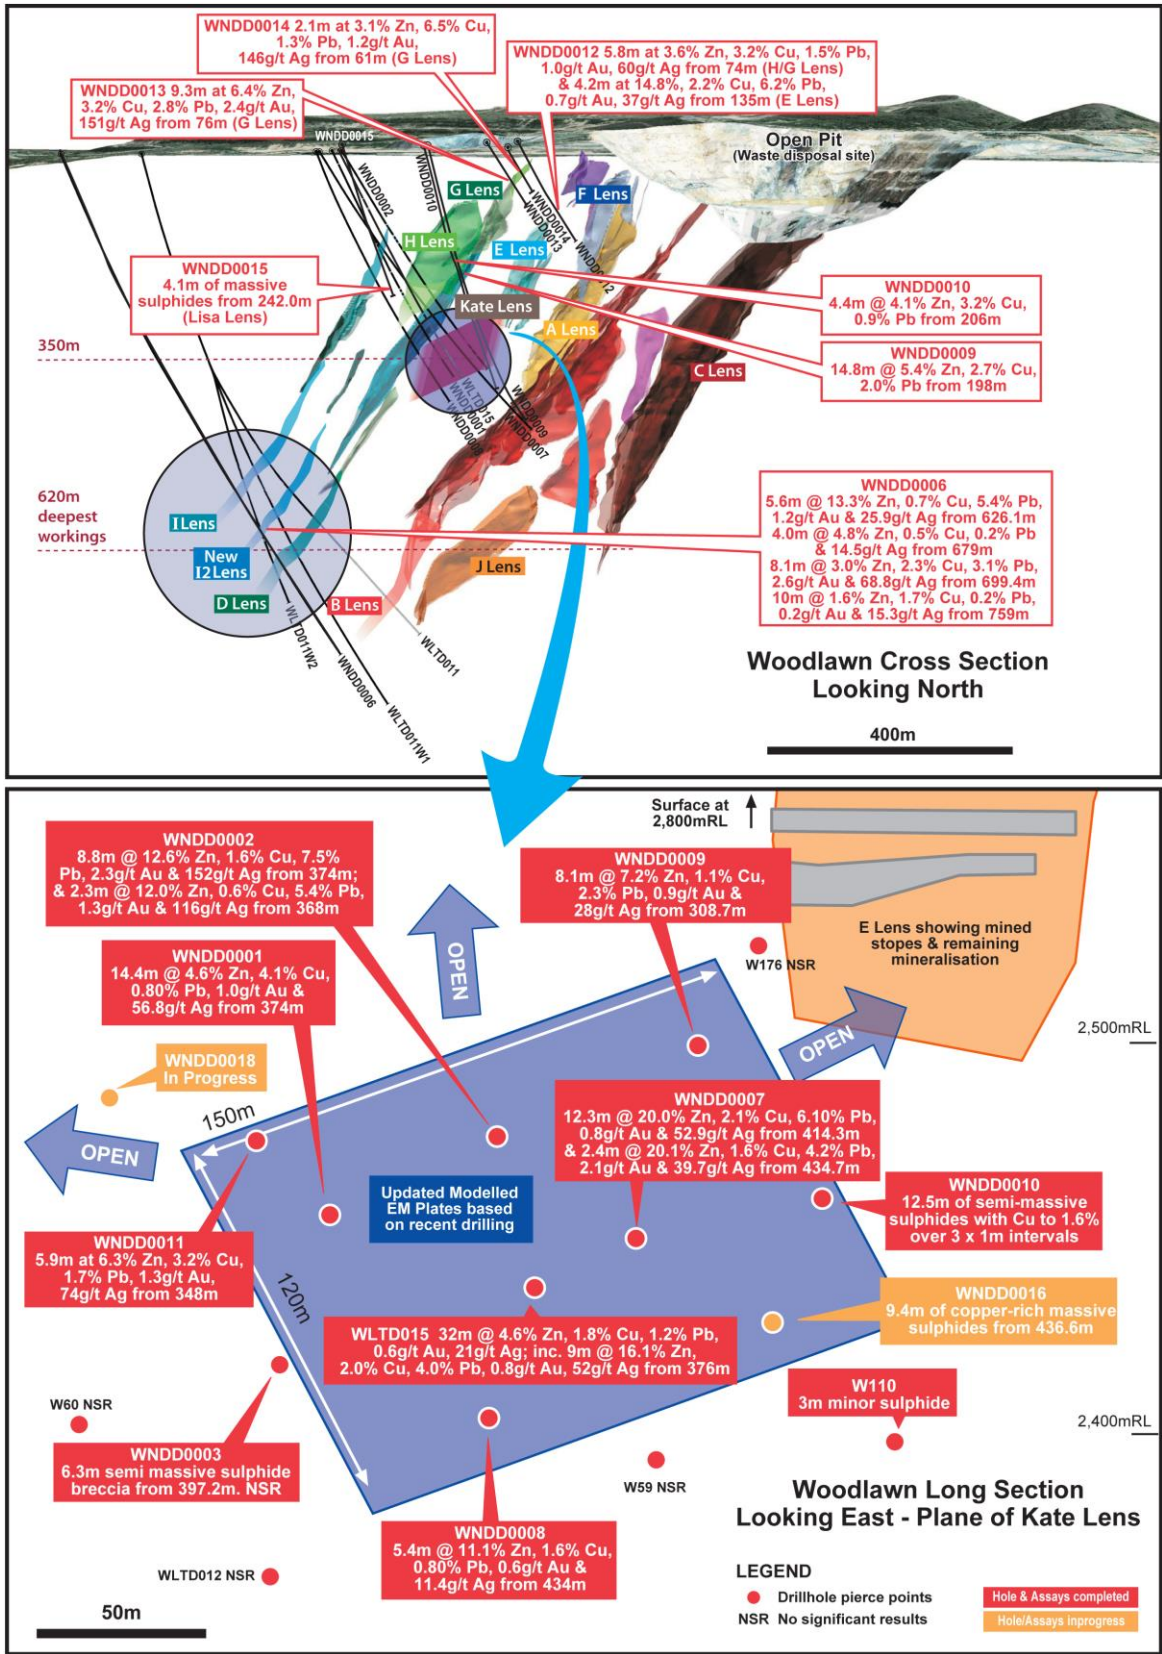 WNDD0014 2.1m at 3.1% Zn, 6.5% Cu,
1.3% Pb, 1.2g/t Au,
146g/t Ag from 61m (G Lens)
WNDD0012 5.8m at 3.6% Zn, 3.2% Cu, 1.5% Pb,
1.0g/t Au, 60g/t Ag from 74m (H/G Lens)
& 4.2m at 14.8%, 2.2% Cu, 6.2% Pb,
0.7g/t Au, 37g/t Ag from 135m (E Lens)
WNDD0013 9.3m at 6.4% Zn,
3.2% Cu, 2.8% Pb, 2.4g/t Au,
151g/t Ag from 76m (G Lens)
WNDD0015
Open Pit
(Waste disposal site)
WNDD0002
WNDD0010
G Lens
F Lens
WNDD0014
WNDD0013
H Lens
E Lens
WNDD0015
4.1m of massive
sulphides from 242.0m
(Lisa Lens)
WNDD0010
4.4m @ 4.1% Zn, 3.2% Cu,
0.9% Pb from 206m
Kate Lens
A Lens
350m
C Lens
WNDD0009
14.8m @ 5.4% Zn, 2.7% Cu,
2.0% Pb from 198m
WLTD015
WNDD0001
WNDD0008
WNDD0009
WNDD0007
620m
deepest
workings
WNDD0006
5.6m @ 13.3% Zn, 0.7% Cu, 5.4% Pb,
1.2g/t Au & 25.9g/t Ag from 626.1m
4.0m @ 4.8% Zn, 0.5% Cu, 0.2% Pb
& 14.5g/t Ag from 679m
8.1m @ 3.0% Zn, 2.3% Cu, 3.1% Pb,
2.6g/t Au & 68.8g/t Ag from 699.4m
10m @ 1.6% Zn, 1.7% Cu, 0.2% Pb,
0.2g/t Au & 15.3g/t Ag from 759m
I Lens
New
I2Lens
J Lens
D Lens
B Lens
WLTD011W2
WNDD0006
WLTD011
WLTD011W1
Woodlawn Cross Section
Looking North
400m
Surface at
2,800mRL
WNDD0002
8.8m @ 12.6% Zn, 1.6% Cu, 7.5%
Pb, 2.3g/t Au & 152g/t Ag from 374m;
& 2.3m @ 12.0% Zn, 0.6% Cu, 5.4% Pb,
1.3g/t Au & 116g/t Ag from 368m
WNDD0009
8.1m @ 7.2% Zn, 1.1% Cu,
2.3% Pb, 0.9g/t Au &
28g/t Ag from 308.7m
E Lens showing mined
stopes & remaining
mineralisation
OPEN
W176 NSR
WNDD0001
14.4m @ 4.6% Zn, 4.1% Cu,
0.80% Pb, 1.0g/t Au &
56.8g/t Ag from 374m
2,500mRL
OPEN
WNDD0018
In Progress
150m
OPEN
WNDD0007
12.3m @ 20.0% Zn, 2.1% Cu, 6.10% Pb,
0.8g/t Au & 52.9g/t Ag from 414.3m
& 2.4m @ 20.1% Zn, 1.6% Cu, 4.2% Pb,
2.1g/t Au & 39.7g/t Ag from 434.7m
Updated Modelled
EM Plates based
on recent drilling
WNDD0010
12.5m of semi-massive
sulphides with Cu to 1.6%
over 3 x 1m intervals
WNDD0011
5.9m at 6.3% Zn, 3.2% Cu,
1.7% Pb, 1.3g/t Au,
74g/t Ag from 348m
120m
WNDD0016
9.4m of copper-rich massive
sulphides from 436.6m
WLTD015 32m @ 4.6% Zn, 1.8% Cu, 1.2% Pb,
0.6g/t Au, 21g/t Ag; inc. 9m @ 16.1% Zn,
2.0% Cu, 4.0% Pb, 0.8g/t Au, 52g/t Ag from 376m
W110
3m minor sulphide
W60 NSR
2,400mRL
WNDD0003
6.3m semi massive sulphide
breccia from 397.2m. NSR
W59 NSR
Woodlawn Long Section
Looking East - Plane of Kate Lens
WNDD0008
5.4m @ 11.1% Zn, 1.6% Cu,
0.80% Pb, 0.6g/t Au &
11.4g/t Ag from 434m
WLTD012 NSR
LEGEND
Drillhole pierce points
Hole & Assays completed
NSR No significant results
Hole/Assays inprogress
50m